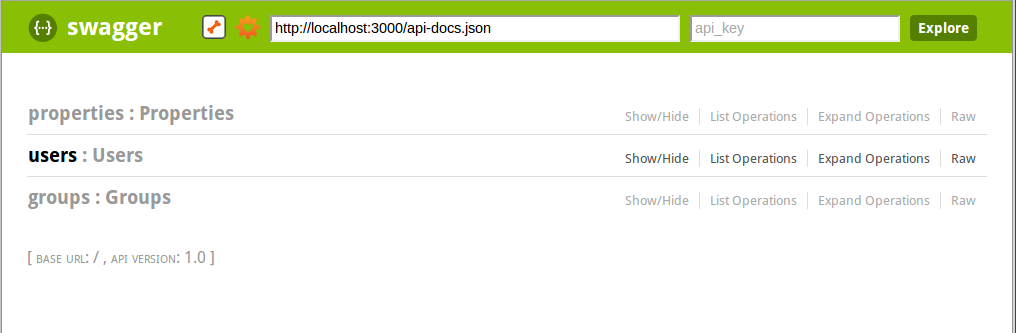 {··} swagger http://localhost:3000/api-docs.json api_key Explore
properties : Properties Show/Hide List Operations Expand Operations Raw
users : Users Show/Hide List Operations Expand Operations Raw
groups : Groups Show/Hide List Operations Expand Operations Raw
[ BASE URL: / , API VERSION: 1.0 ]